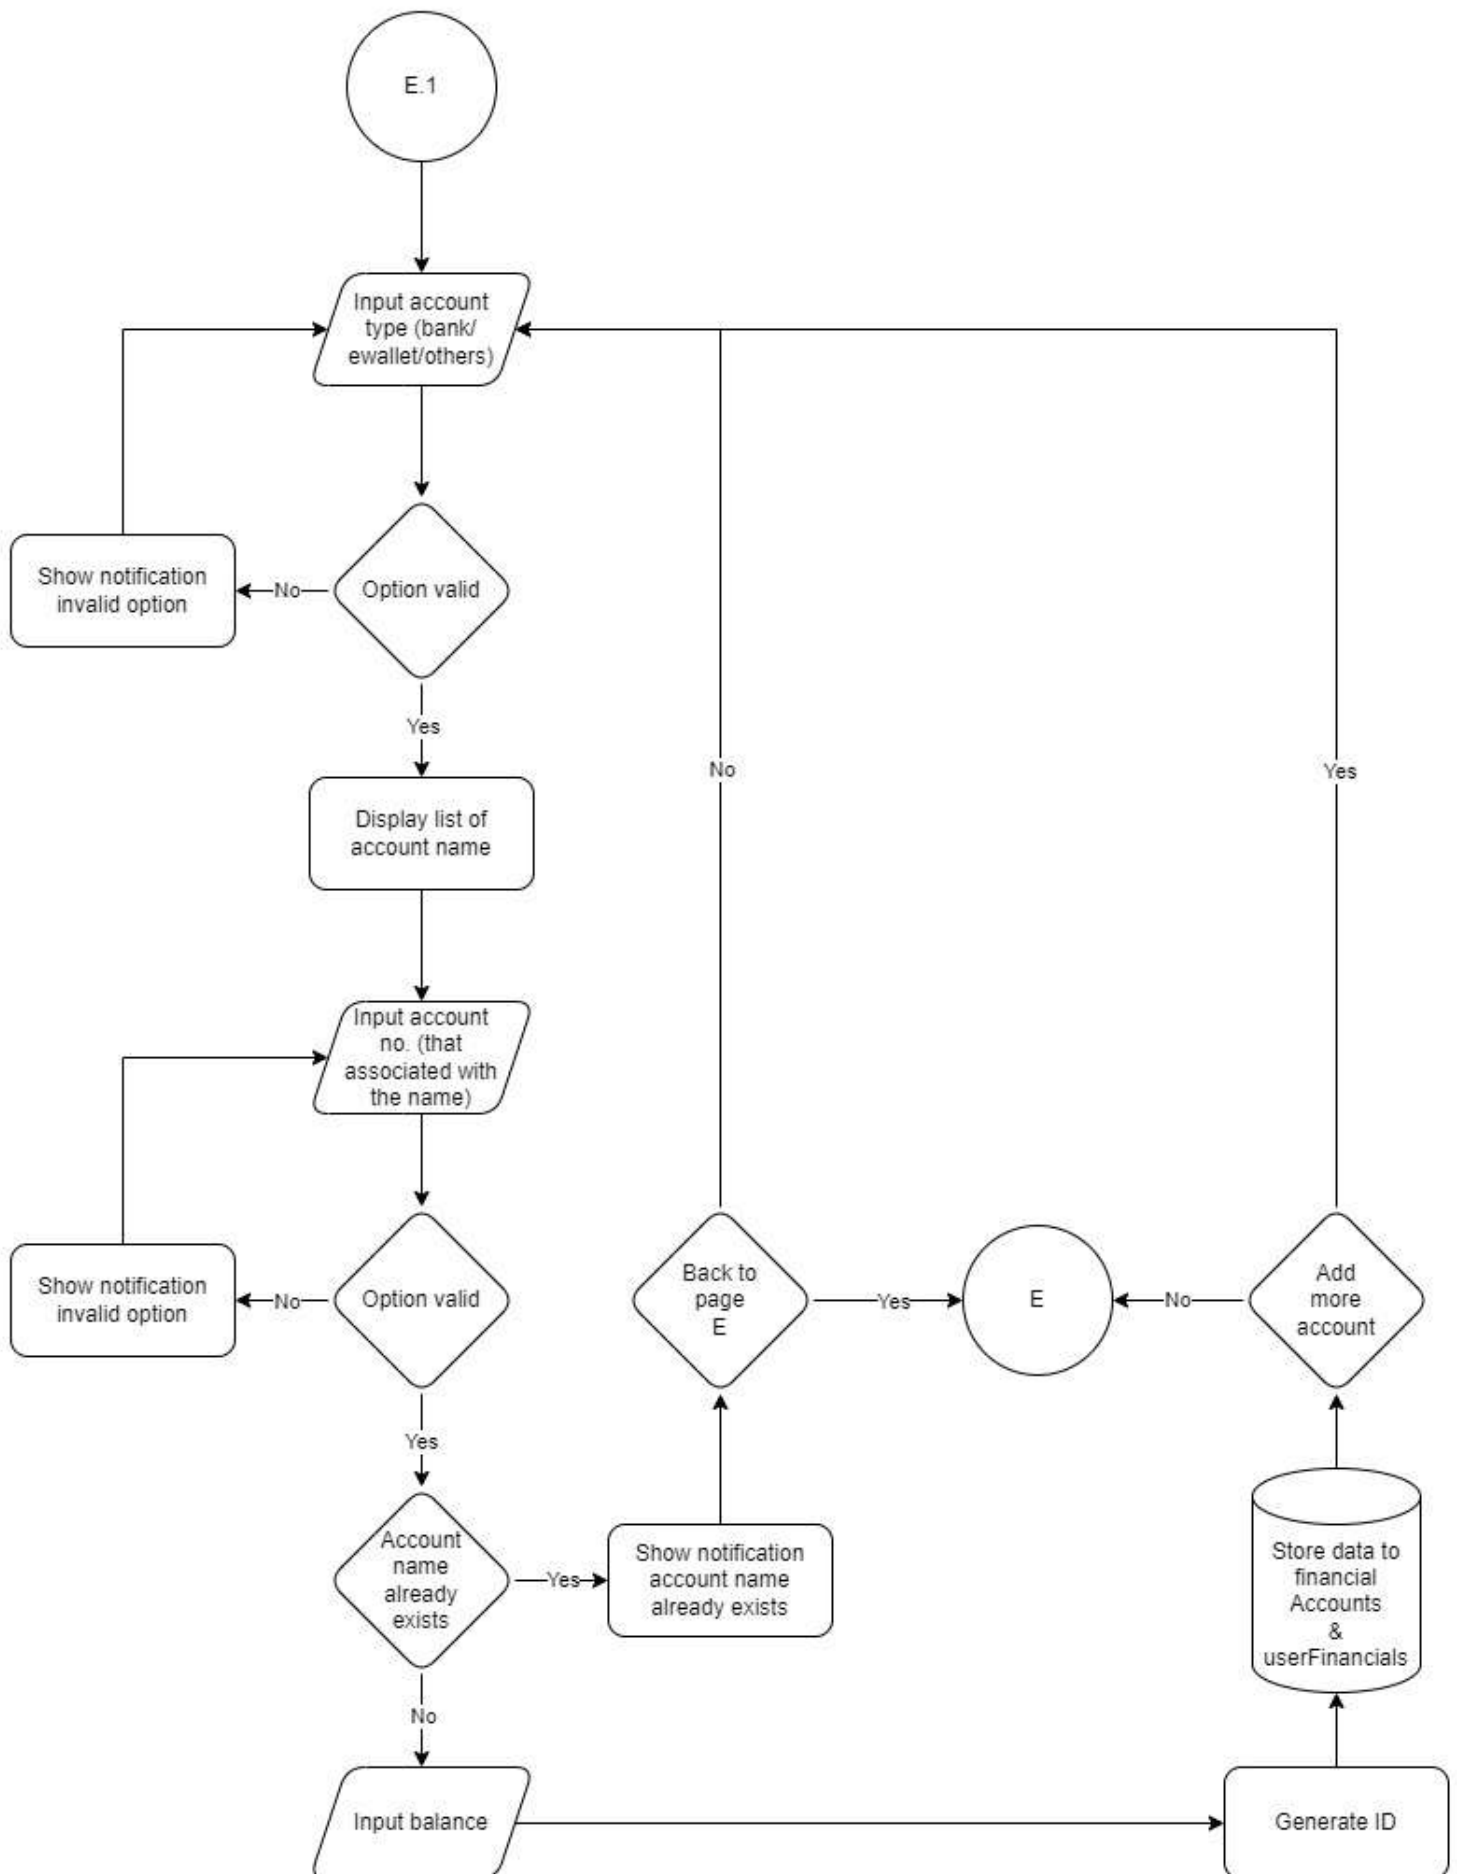 E.1
Input account
type (bank/
ewallet/others)
Show notification
invalid option
No
Option valid
Yes
Display list of
account name
No
Yes
Input account
no. (that
associated with
the name)
Show notification
invalid option
No
Option valid
Back to
page
E
Yes
E
No
Add
more
account
Yes
Account
name
already
exists
Yes
Show notification
account name
already exists
Store data to
financial
Accounts
&
userFinancials
No
Input balance
Generate ID